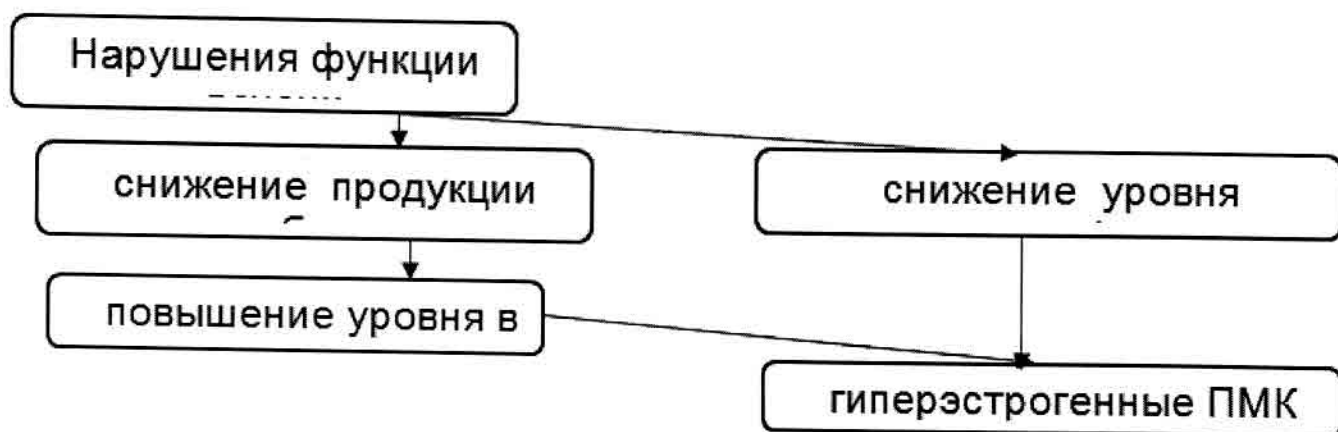 Нарушения функции
снижение продукции
снижение уровня
повышение уровня в
гиперэстрогенные ПМК